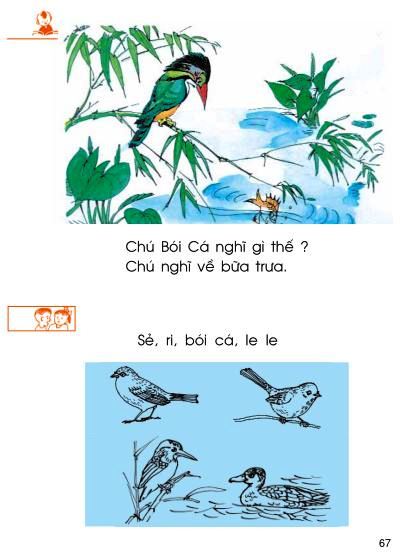 Chú Bói Cá nghĩ gì thế ?
Chú nghĩ về bữa trưa.
Sẻ, ri, bói cá, le le
67